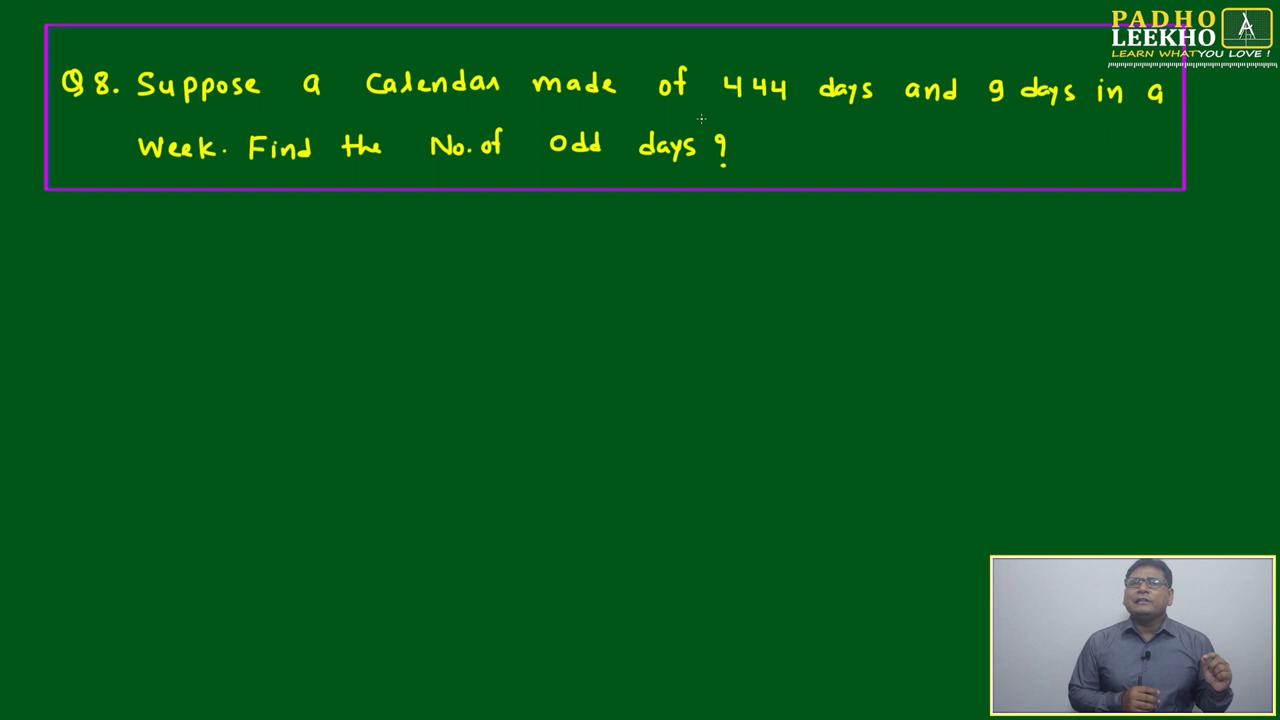 PADHO
LEEKHO
LEARN WHAT YOU LOVE !
Q 8. Suppose a Calendar made of 444 days and 9 days in a
Week. Find the No. of Odd days ?